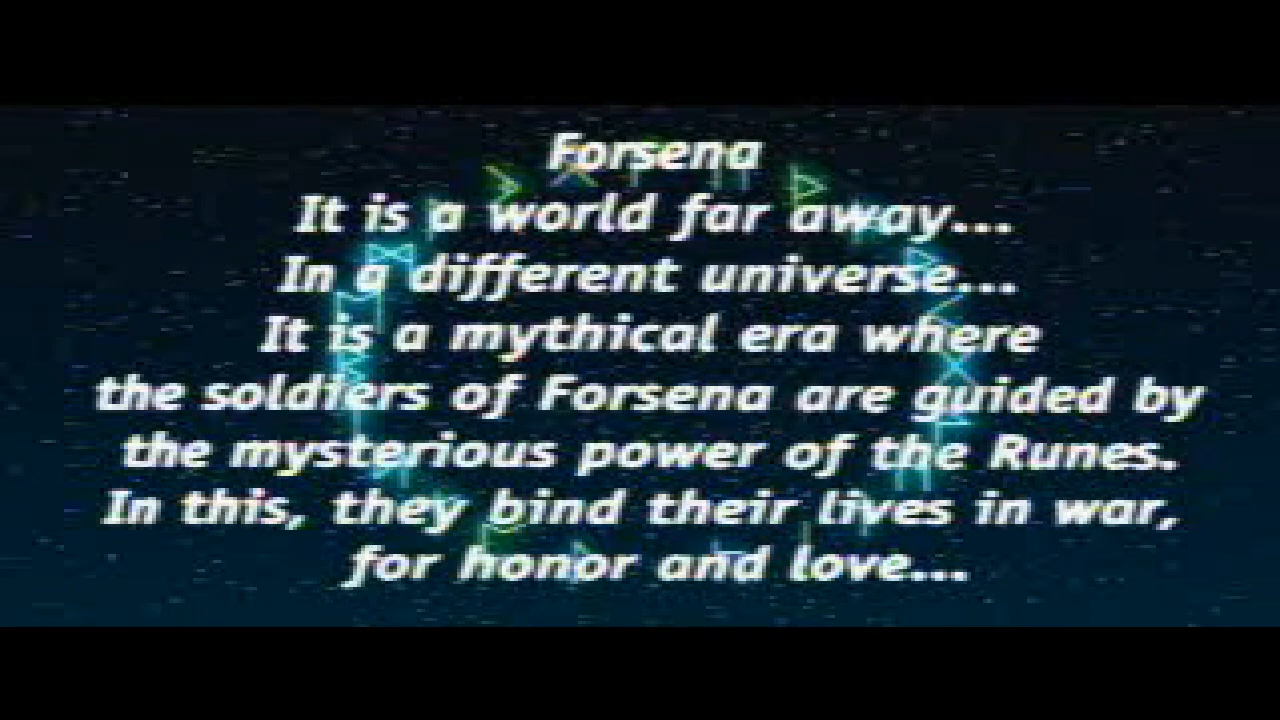 Forsena
It is a world far away...
In a different universe...
It is a mythical era where
the soldiers of Forsena are guided by
the mysterious power of the Runes.
In this, they bind their lives in war,
for honor and love...